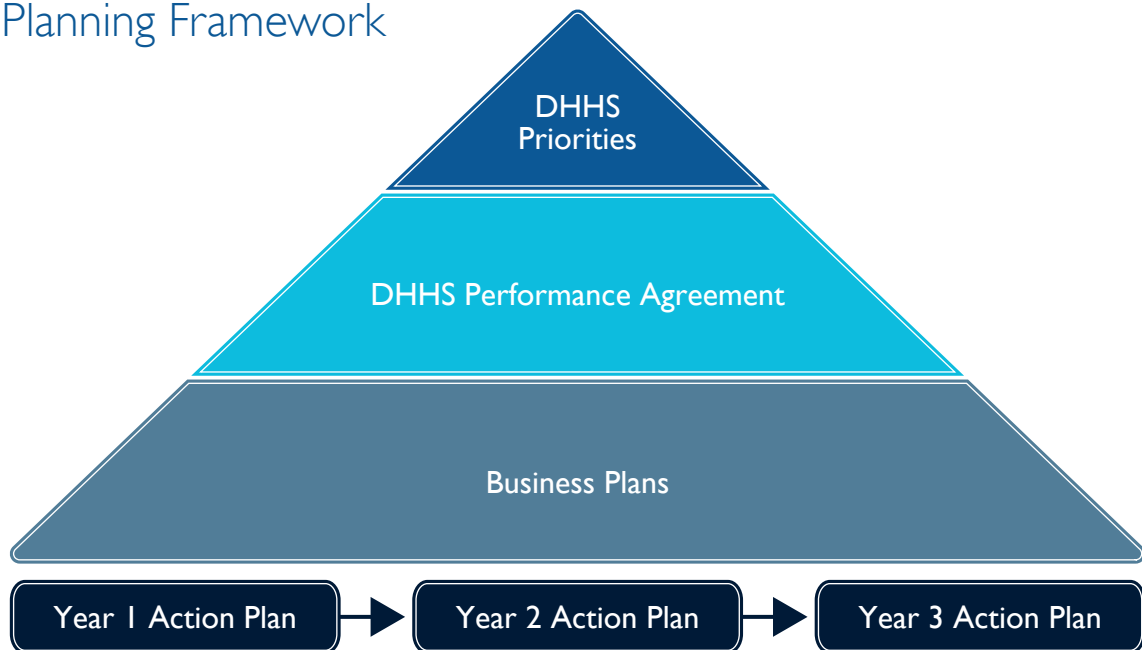 Planning Framework
DHHS
Priorities
DHHS Performance Agreement
Business Plans
Year 1 Action Plan
Year 2 Action Plan
Year 3 Action Plan